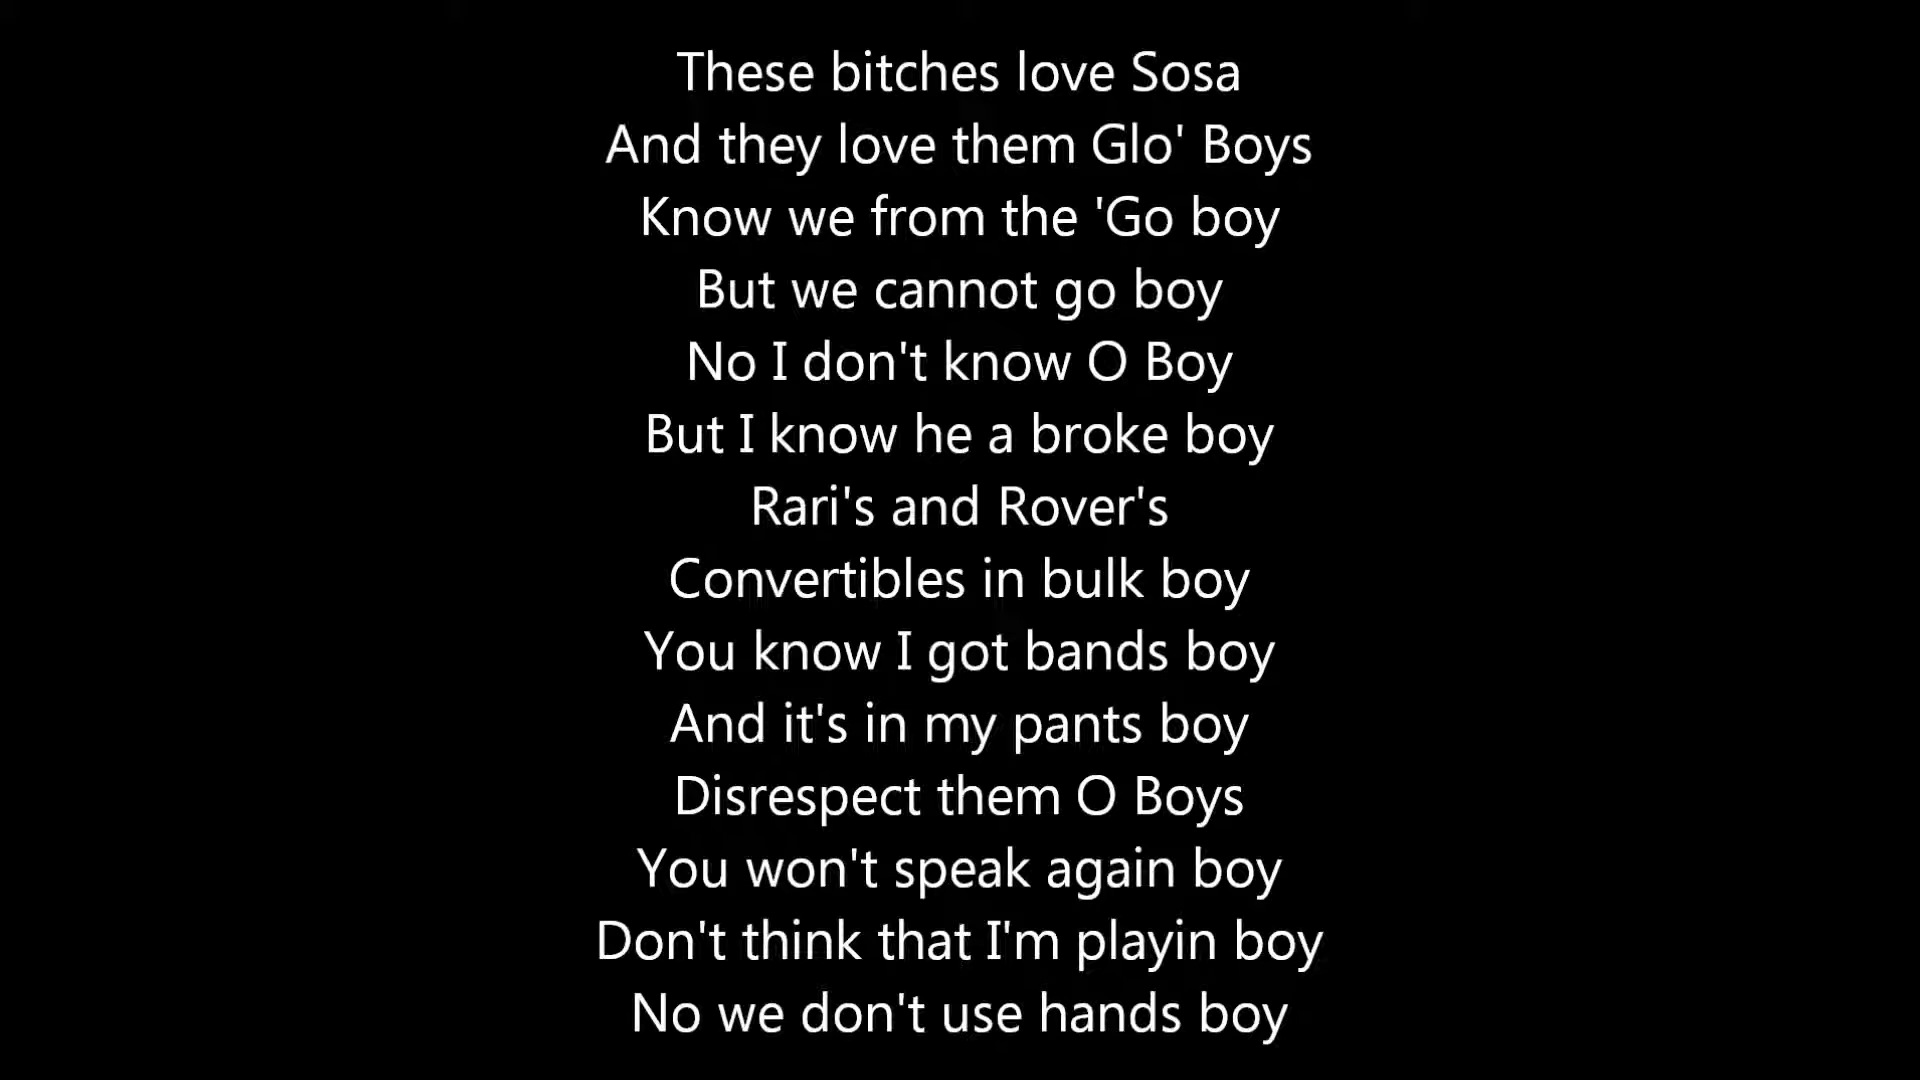 These bitches love Sosa
And they love them Glo' Boys
Know we from the 'Go boy
But we cannot go boy
No I don't know O Boy
But I know he a broke boy
Rari's and Rover's
Convertibles in bulk boy
You know I got bands boy
And it's in my pants boy
Disrespect them O Boys
You won't speak again boy
Don't think that I'm playin boy
No we don't use hands boy